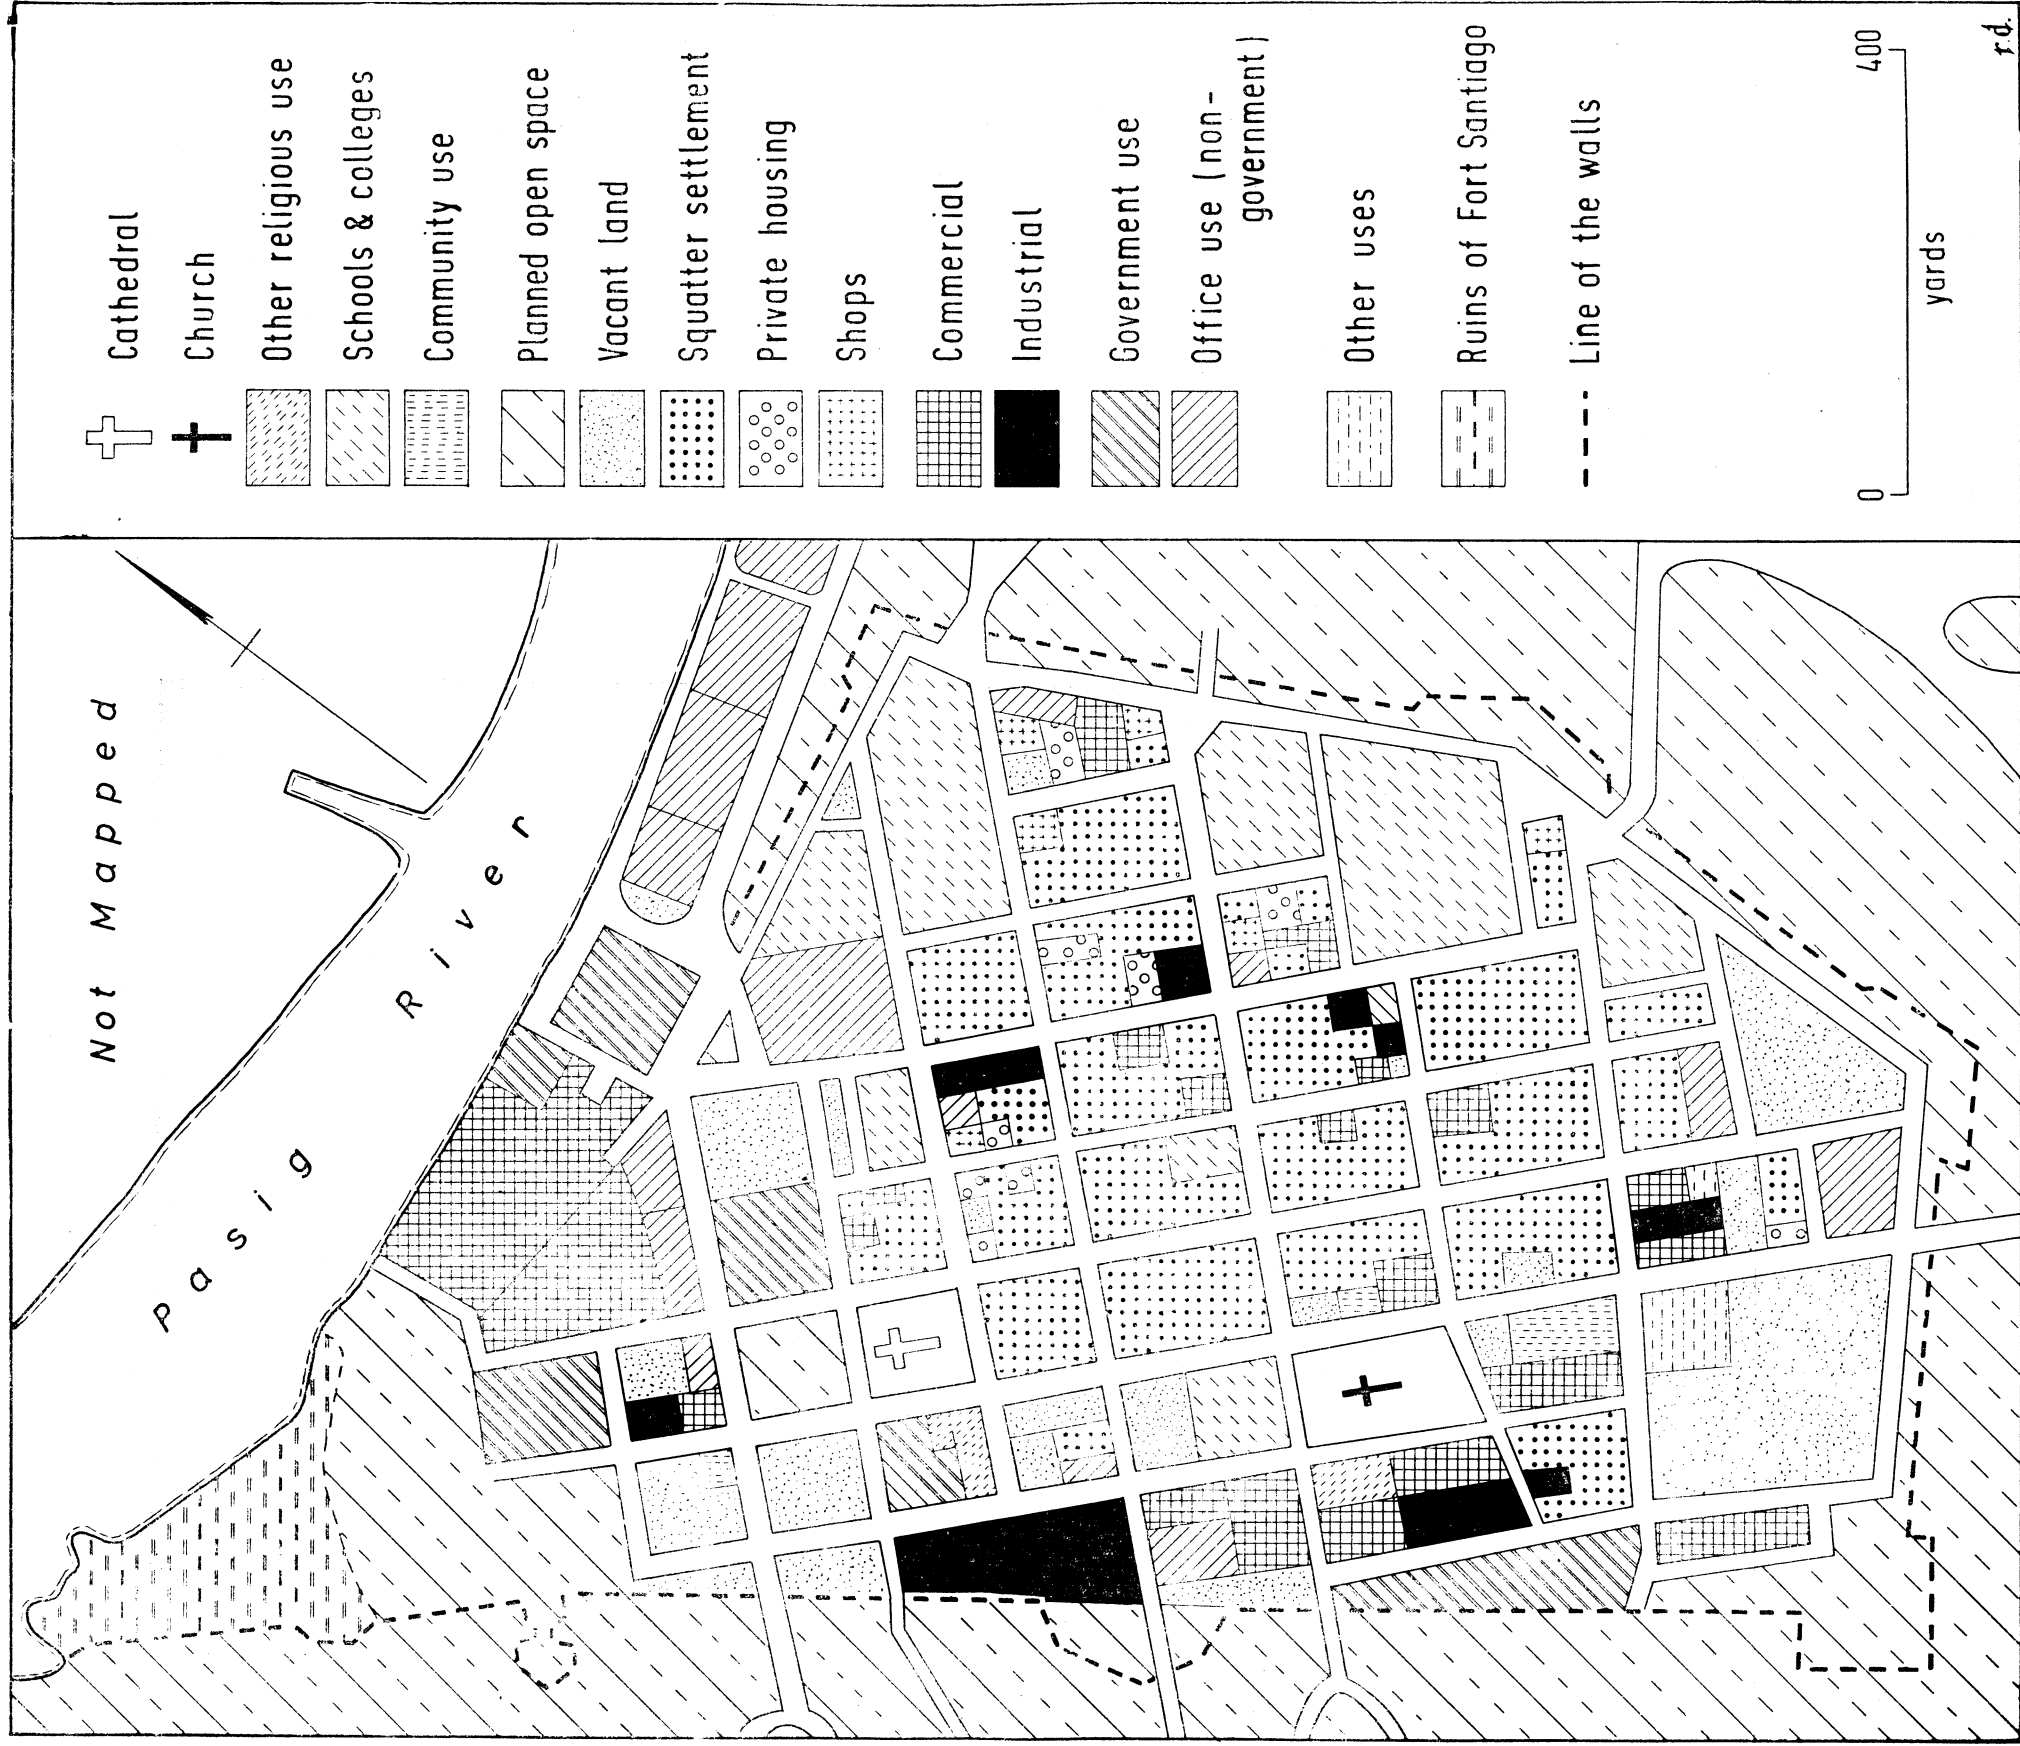 Cathedral
Church
Other religious use
Schools & colleges
Community use
Planned open space
Vacant land
Squatter settlement
Private housing
Shops
Commercial
Industrial
Government use
Office use (non-
government)
Other uses
Ruins of Fort Santiago
Line of the walls
0 400
yards
r.d.
Not Mapped
Pasig River